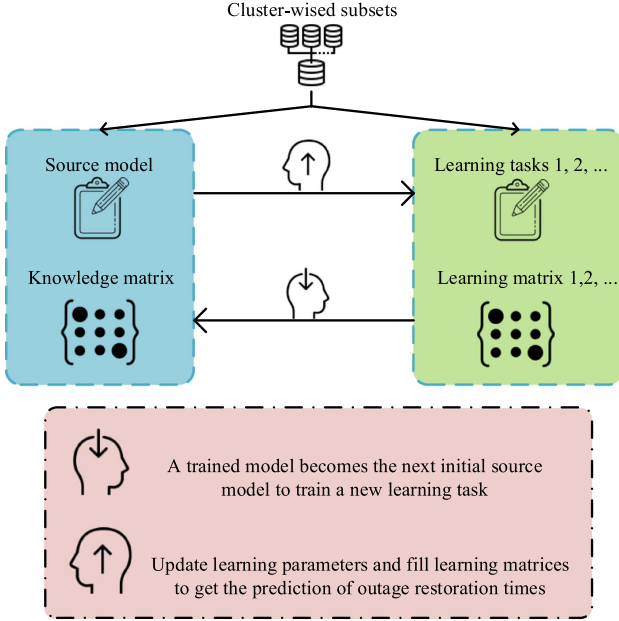 Cluster-wised subsets
Source model
Knowledge matrix
Learning tasks 1, 2, ...
Learning matrix 1,2, ...
A trained model becomes the next initial source
model to train a new learning task
Update learning parameters and fill learning matrices
to get the prediction of outage restoration times